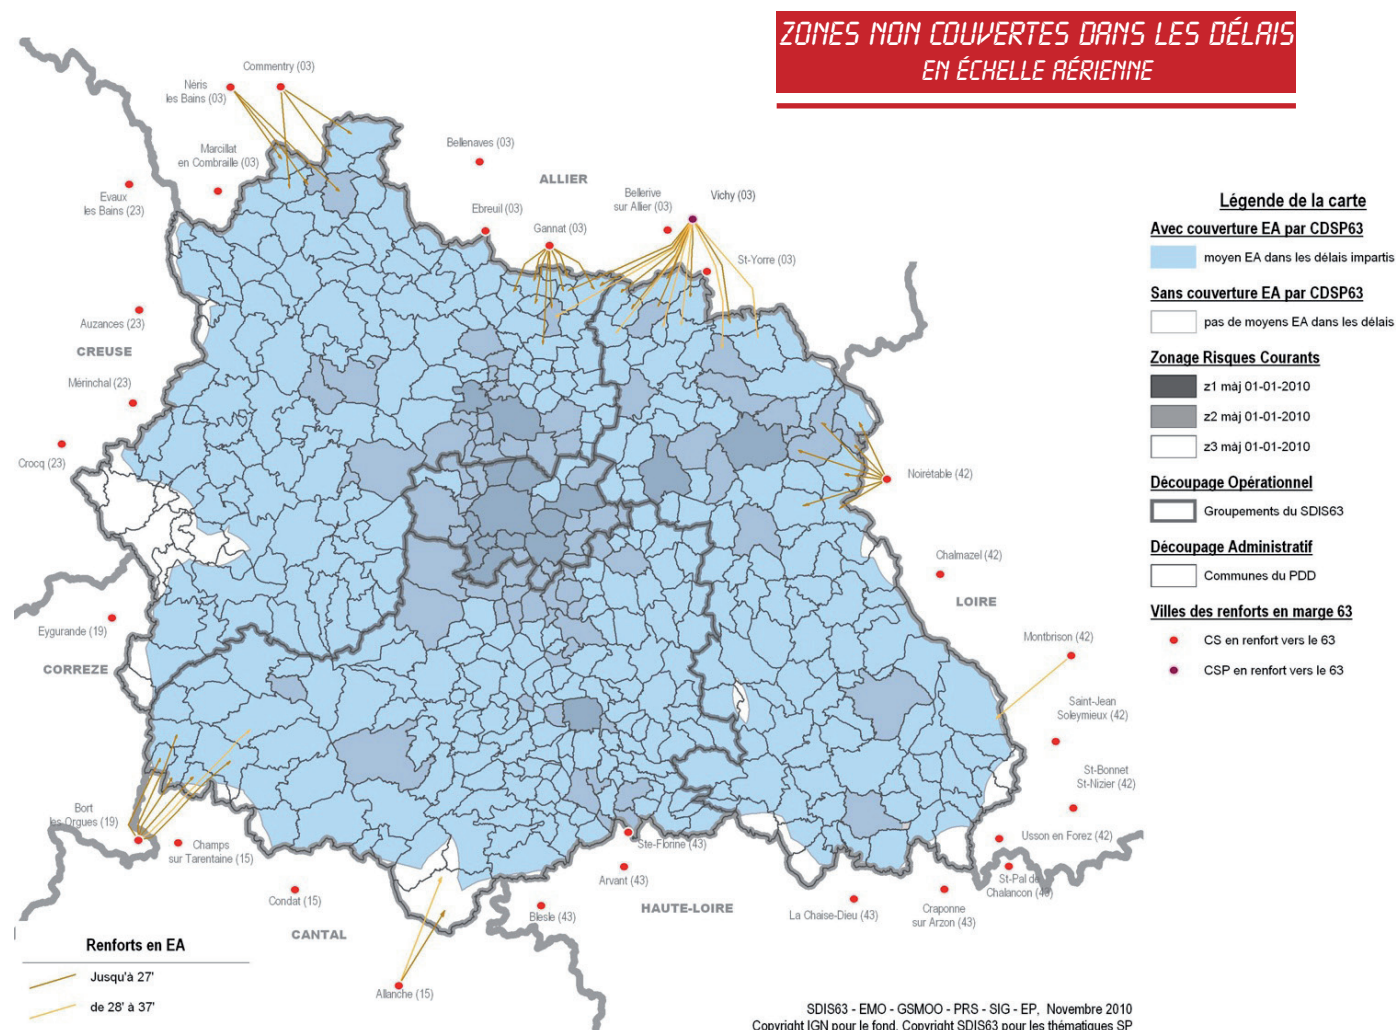 ZONES NON COUVERTES DANS LES DÉLAIS
EN ÉCHELLE AÉRIENNE
Commentry (03)
Néris
les Bains (03)
Marcillat
en Combraille (03)
Bellenaves (03)
ALLIER
Evaux
les Bains (23)
Ebreuil (03)
Gannat (03)
Bellerive
sur Allier (03)
Vichy (03)
St-Yorre (03)
Auzances (23)
CREUSE
Mérinchal (23)
Crocq (23)
Noirétable (42)
Chalmazel (42)
LOIRE
Eygurande (19)
CORREZE
Montbrison (42)
Saint-Jean
Soleymieux (42)
St-Bonnet
St-Nizier (42)
Bort
les Orgues (19)
Champs
sur Tarentaine (15)
Ste-Florine (43)
Usson en Forez (42)
Arvant (43)
St-Pal de
Chalancon (43)
Condat (15)
Blesle (43)
HAUTE-LOIRE
La Chaise-Dieu (43)
Craponne
sur Arzon (43)
CANTAL
Allanche (15)
Légende de la carte
Avec couverture EA par CDSP63
moyen EA dans les délais impartis
Sans couverture EA par CDSP63
pas de moyens EA dans les délais
Zonage Risques Courants
z1 màj 01-01-2010
z2 màj 01-01-2010
z3 màj 01-01-2010
Découpage Opérationnel
Groupements du SDIS63
Découpage Administratif
Communes du PDD
Villes des renforts en marge 63
CS en renfort vers le 63
CSP en renfort vers le 63
Renforts en EA
Jusqu'à 27'
de 28' à 37'
SDIS63 - EMO - GSMOO - PRS - SIG - EP, Novembre 2010
Copyright IGN pour le fond, Copyright SDIS63 pour les thématiques SP